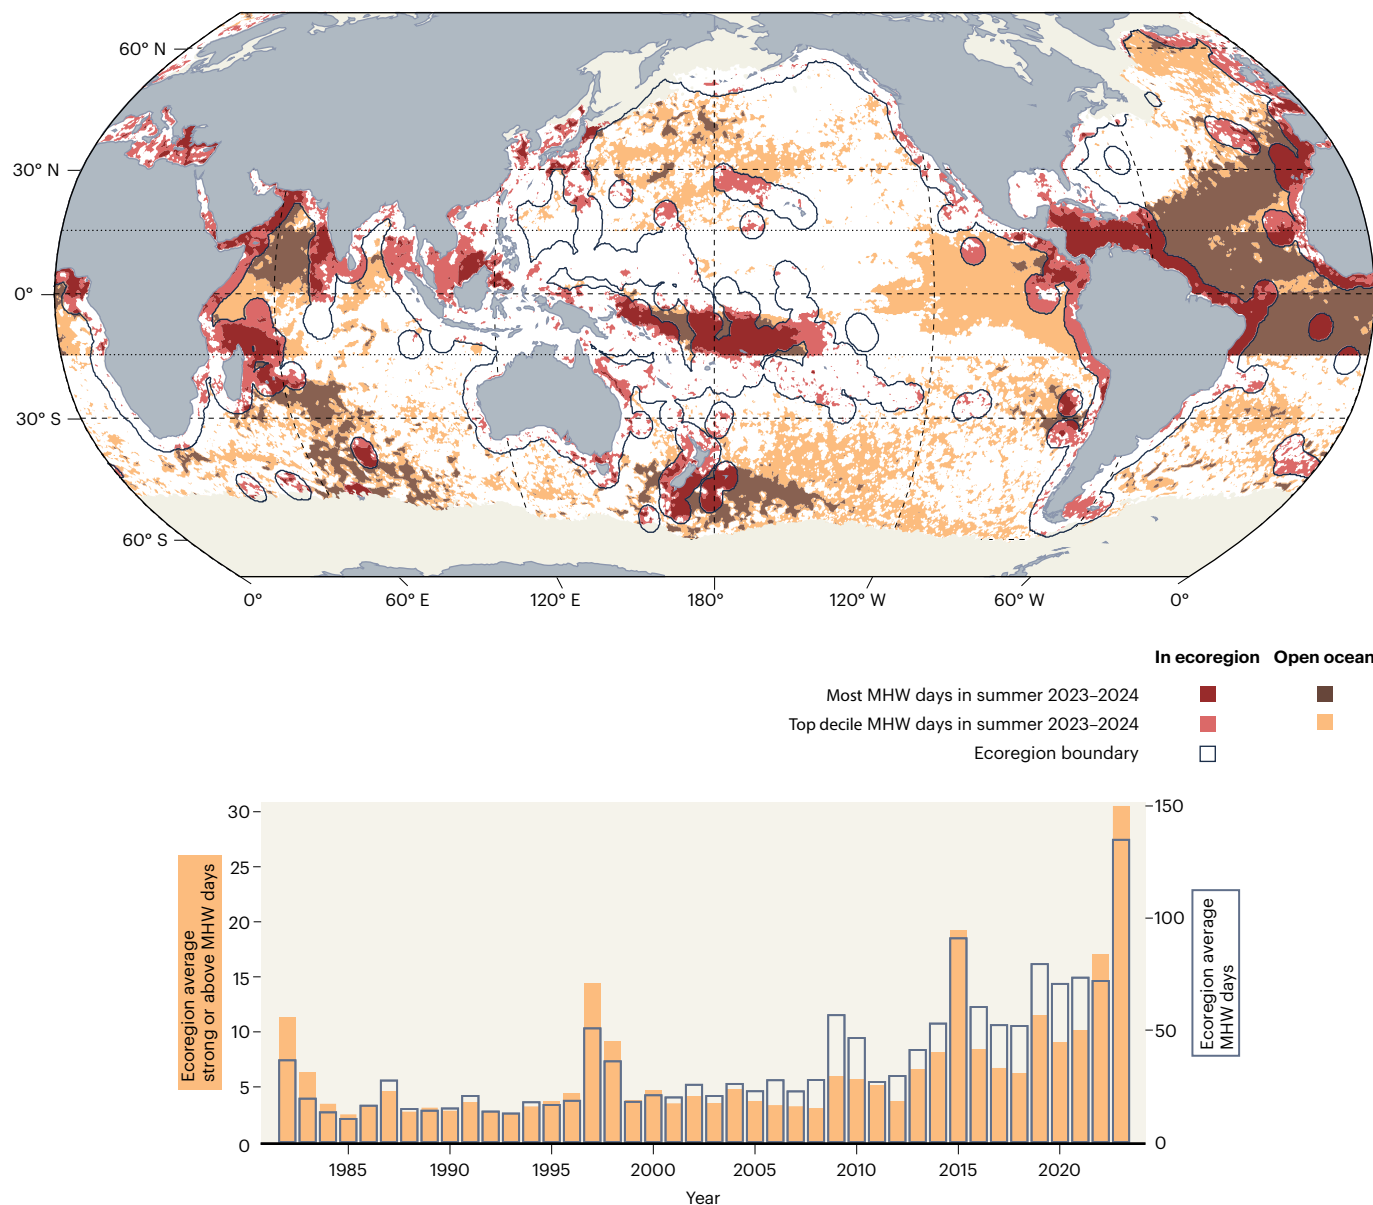 60° N
30° N
0°
30° S
60° S
0°
60° E
120° E
180°
120° W
60° W
0°
In ecoregion
Open ocean
Most MHW days in summer 2023–2024
Top decile MHW days in summer 2023–2024
Ecoregion boundary
30
25
20
15
10
5
0
Ecoregion average
strong or above MHW days
150
100
50
0
Ecoregion average
MHW days
1985
1990
1995
2000
2005
2010
2015
2020
Year